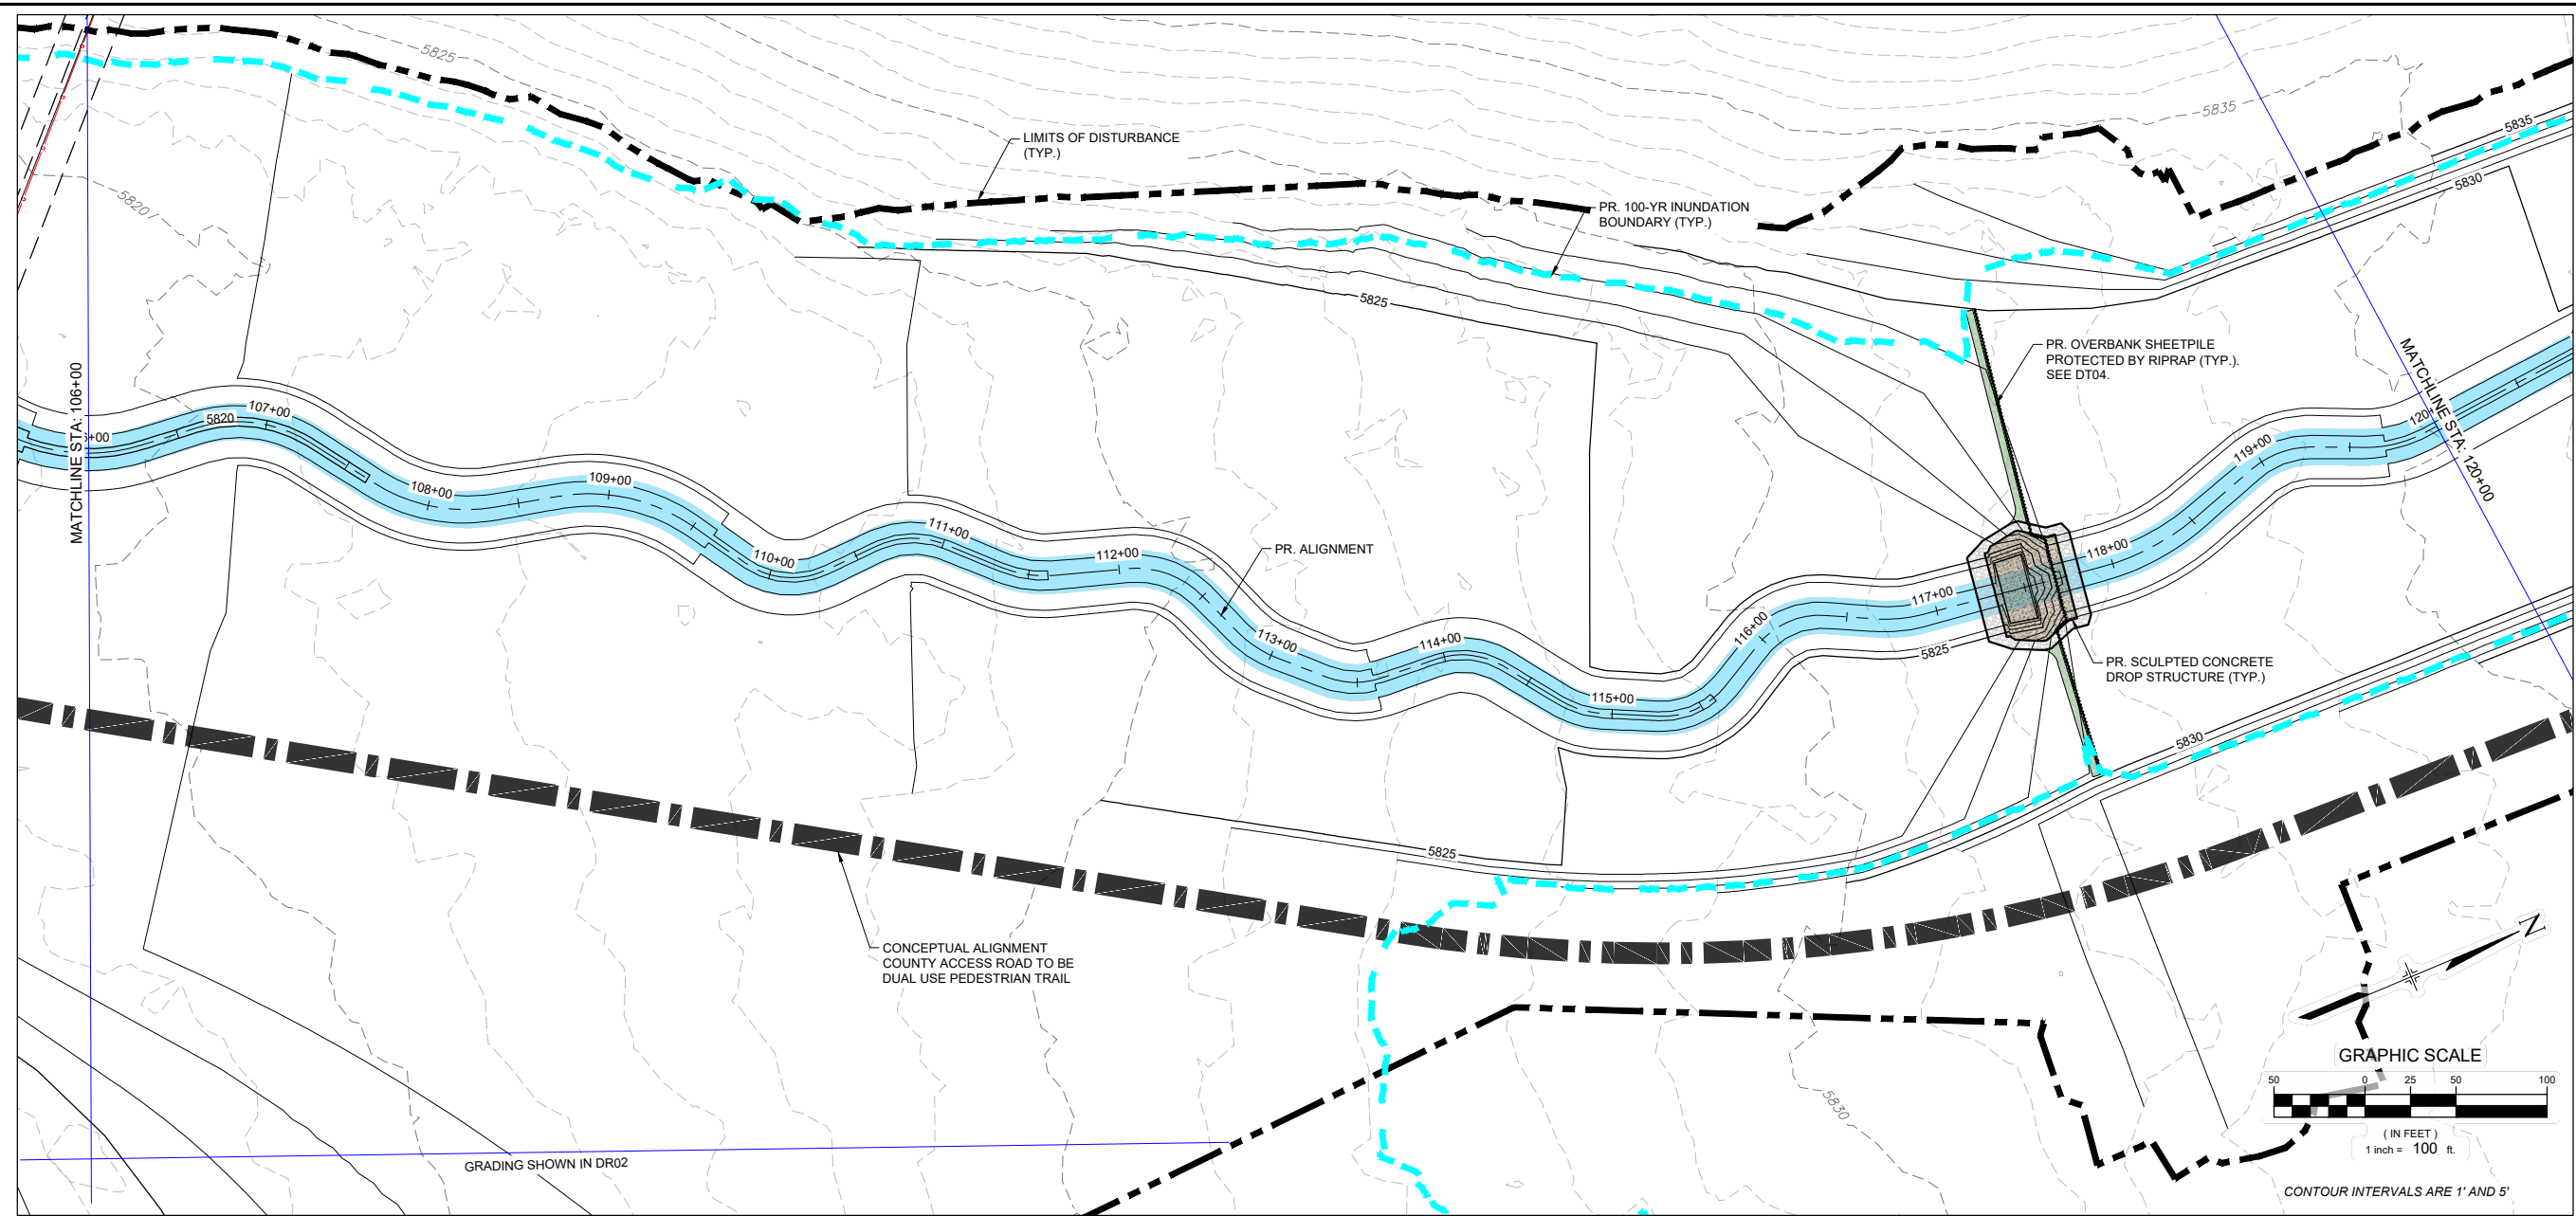 5825
5835
5835
LIMITS OF DISTURBANCE
(TYP.)
5830
5820
PR. 100-YR INUNDATION
BOUNDARY (TYP.)
5825
PR. OVERBANK SHEETPILE
PROTECTED BY RIPRAP (TYP.).
SEE DT04.
MATCHLINE STA: 106+00
MATCHLINE STA: 120+00
6+00
5820
107+00
108+00
109+00
110+00
111+00
112+00
113+00
114+00
115+00
116+00
117+00
118+00
119+00
120
PR. ALIGNMENT
5825
PR. SCULPTED CONCRETE
DROP STRUCTURE (TYP.)
5830
5825
CONCEPTUAL ALIGNMENT
COUNTY ACCESS ROAD TO BE
DUAL USE PEDESTRIAN TRAIL
N
5830
GRAPHIC SCALE
50 0 25 50 100
( IN FEET )
1 inch = 100 ft.
GRADING SHOWN IN DR02
CONTOUR INTERVALS ARE 1' AND 5'